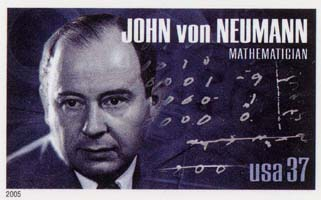 JOHN von NEUMANN
MATHEMATICIAN
usa 37
2005